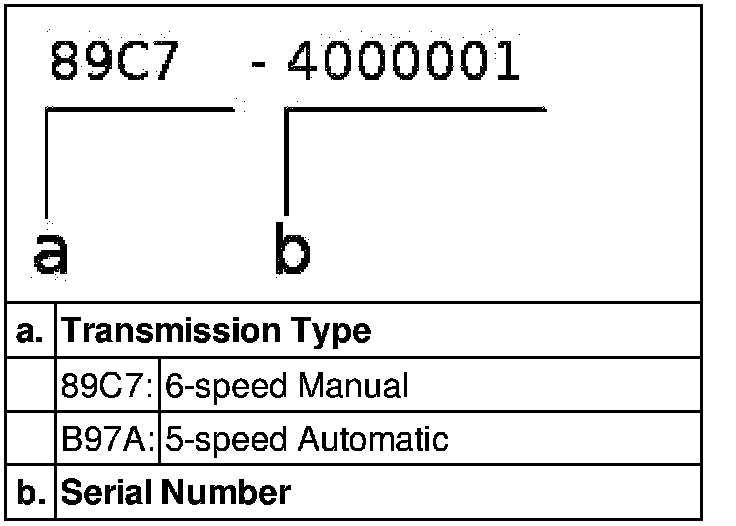 89C7 - 4000001
a b
a. Transmission Type
89C7: 6-speed Manual
B97A: 5-speed Automatic
b. Serial Number